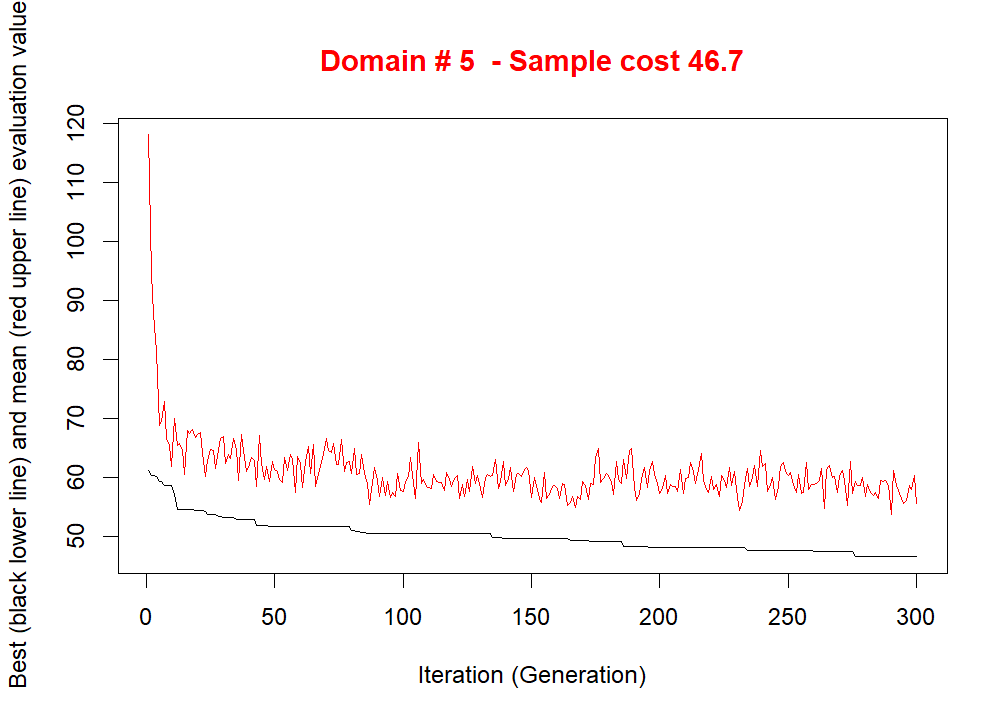 Domain # 5  - Sample cost 46.7
Best (black lower line) and mean (red upper line) evaluation value
120
110
100
90
80
70
60
50
0 50 100 150 200 250 300
Iteration (Generation)